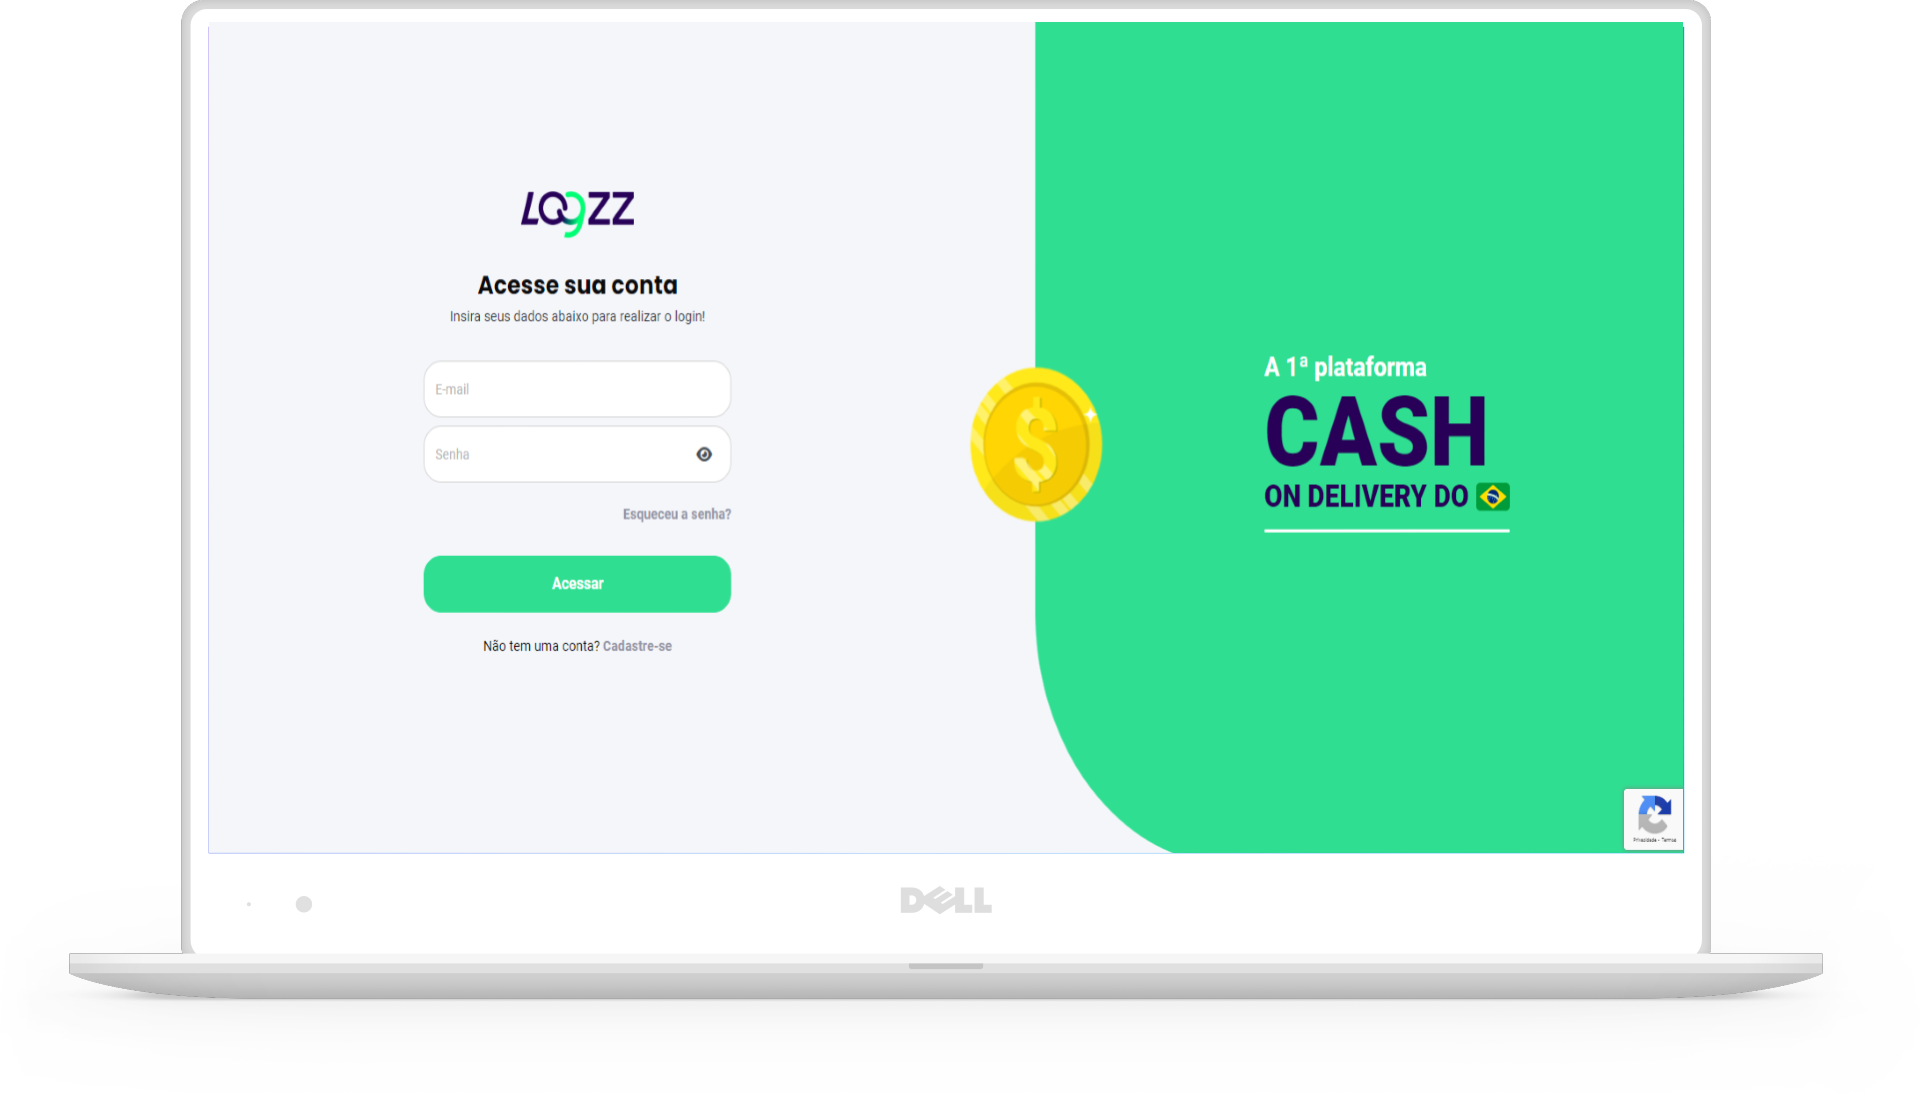 LOGZZ
Acesse sua conta
Insira seus dados abaixo para realizar o login!
E-mail
Senha
Esqueceu a senha?
Acessar
Não tem uma conta? Cadastre-se
A 1ª plataforma
CASH
ON DELIVERY DO
Privacidade - Termos
DELL